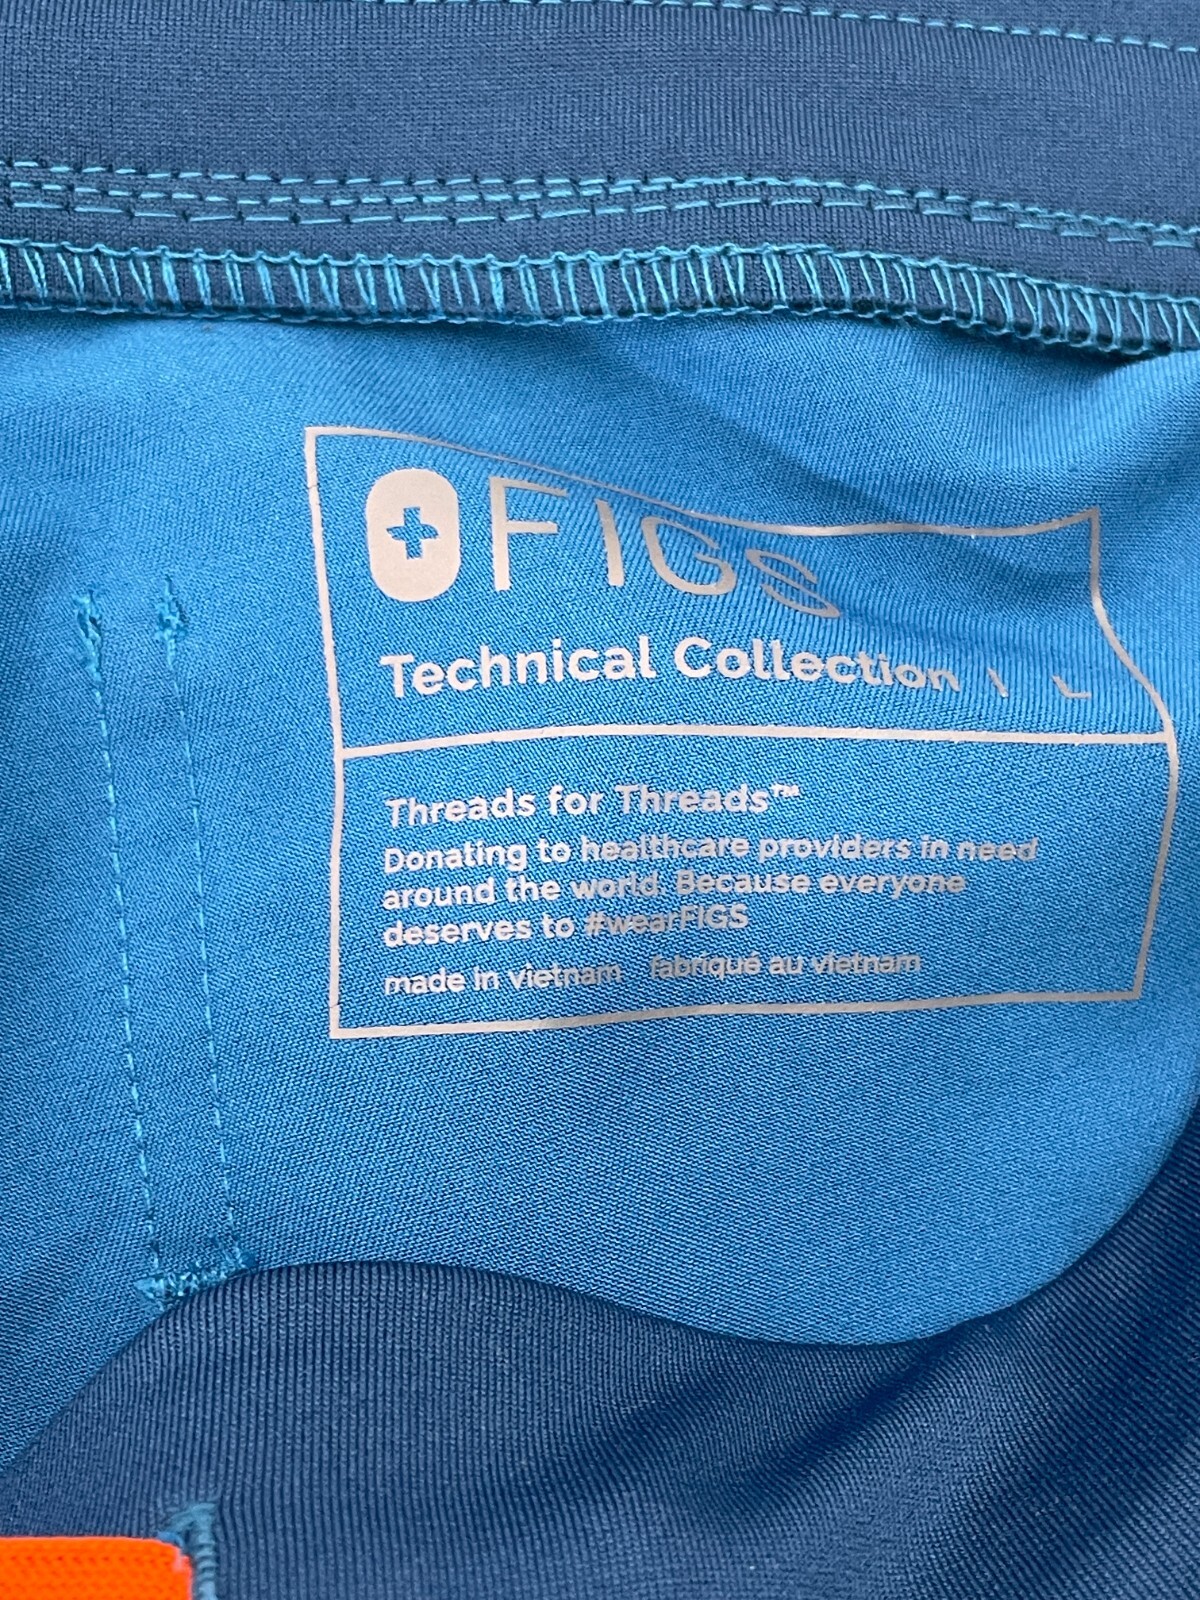 FIGS
Technical Collection \ L
Threads for Threads™
Donating to healthcare providers in need
around the world. Because everyone
deserves to #wearFIGS
made in vietnam fabriqué au vietnam